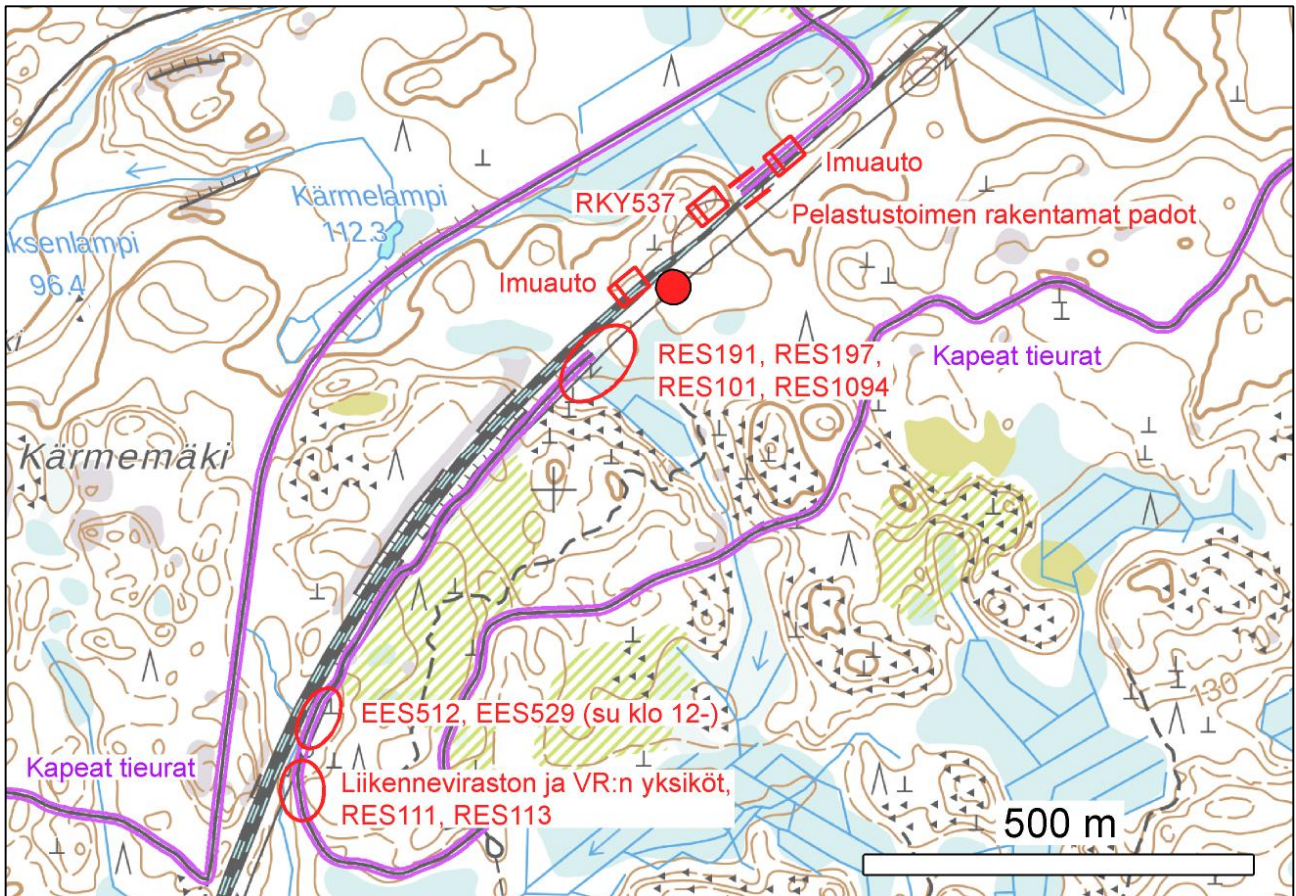 Imuauto
Kärmelampi
112.3
RKY537
Pelastustoimen rakentamat padot
ksenlampi
96.4
Imuauto
RES191, RES197,
RES101, RES1094
Kapeat tieurat
Kärmemäki
130
EES512, EES529 (su klo 12-)
Kapeat tieurat
Liikenneviraston ja VR:n yksiköt,
RES111, RES113
500 m